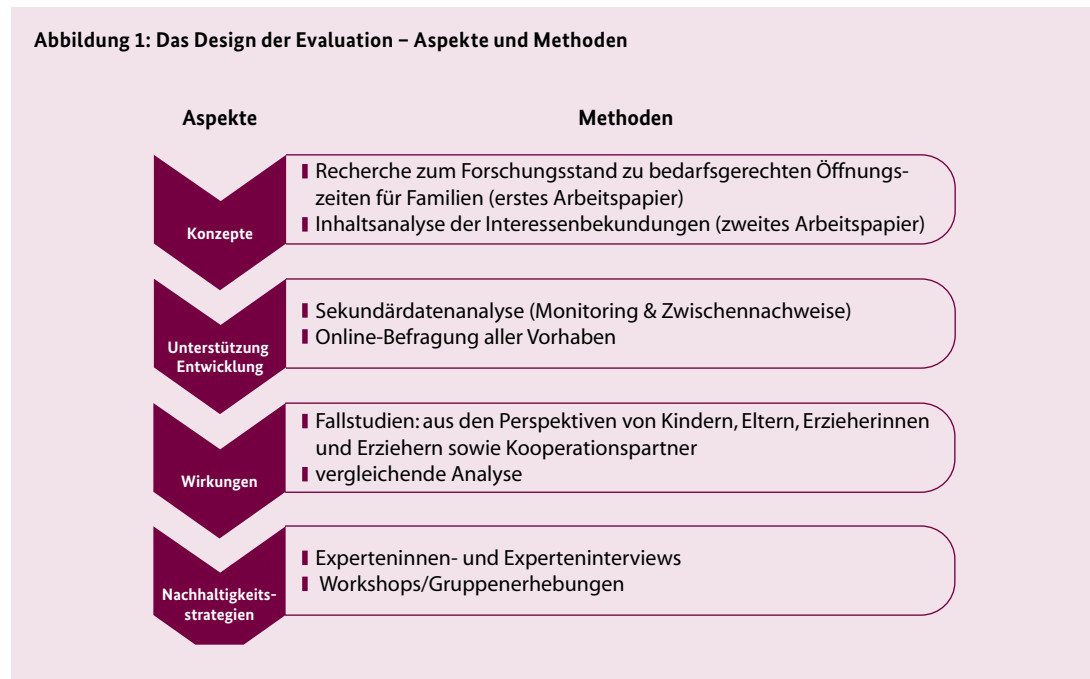 Abbildung 1: Das Design der Evaluation – Aspekte und Methoden
Aspekte
Methoden
Konzepte
Recherche zum Forschungsstand zu bedarfsgerechten Öffnungs-
zeiten für Familien (erstes Arbeitspapier)
Inhaltsanalyse der Interessenbekundungen (zweites Arbeitspapier)
Unterstützung
Entwicklung
Sekundärdatenanalyse (Monitoring & Zwischennachweise)
Online-Befragung aller Vorhaben
Wirkungen
Fallstudien: aus den Perspektiven von Kindern, Eltern, Erzieherinnen
und Erziehern sowie Kooperationspartner
vergleichende Analyse
Nachhaltigkeits-
strategien
Experteninnen- und Experteninterviews
Workshops/Gruppenerhebungen